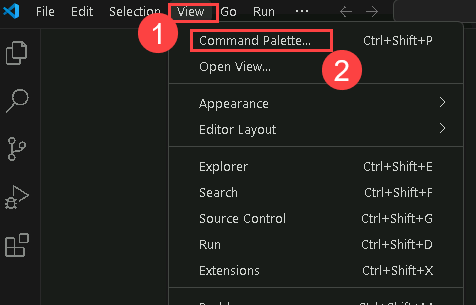 File Edit Selection View Go Run ...
1
Command Palette... Ctrl+Shift+P
2
Open View...
Appearance
Editor Layout
Explorer Ctrl+Shift+E
Search Ctrl+Shift+F
Source Control Ctrl+Shift+G
Run Ctrl+Shift+D
Extensions Ctrl+Shift+X